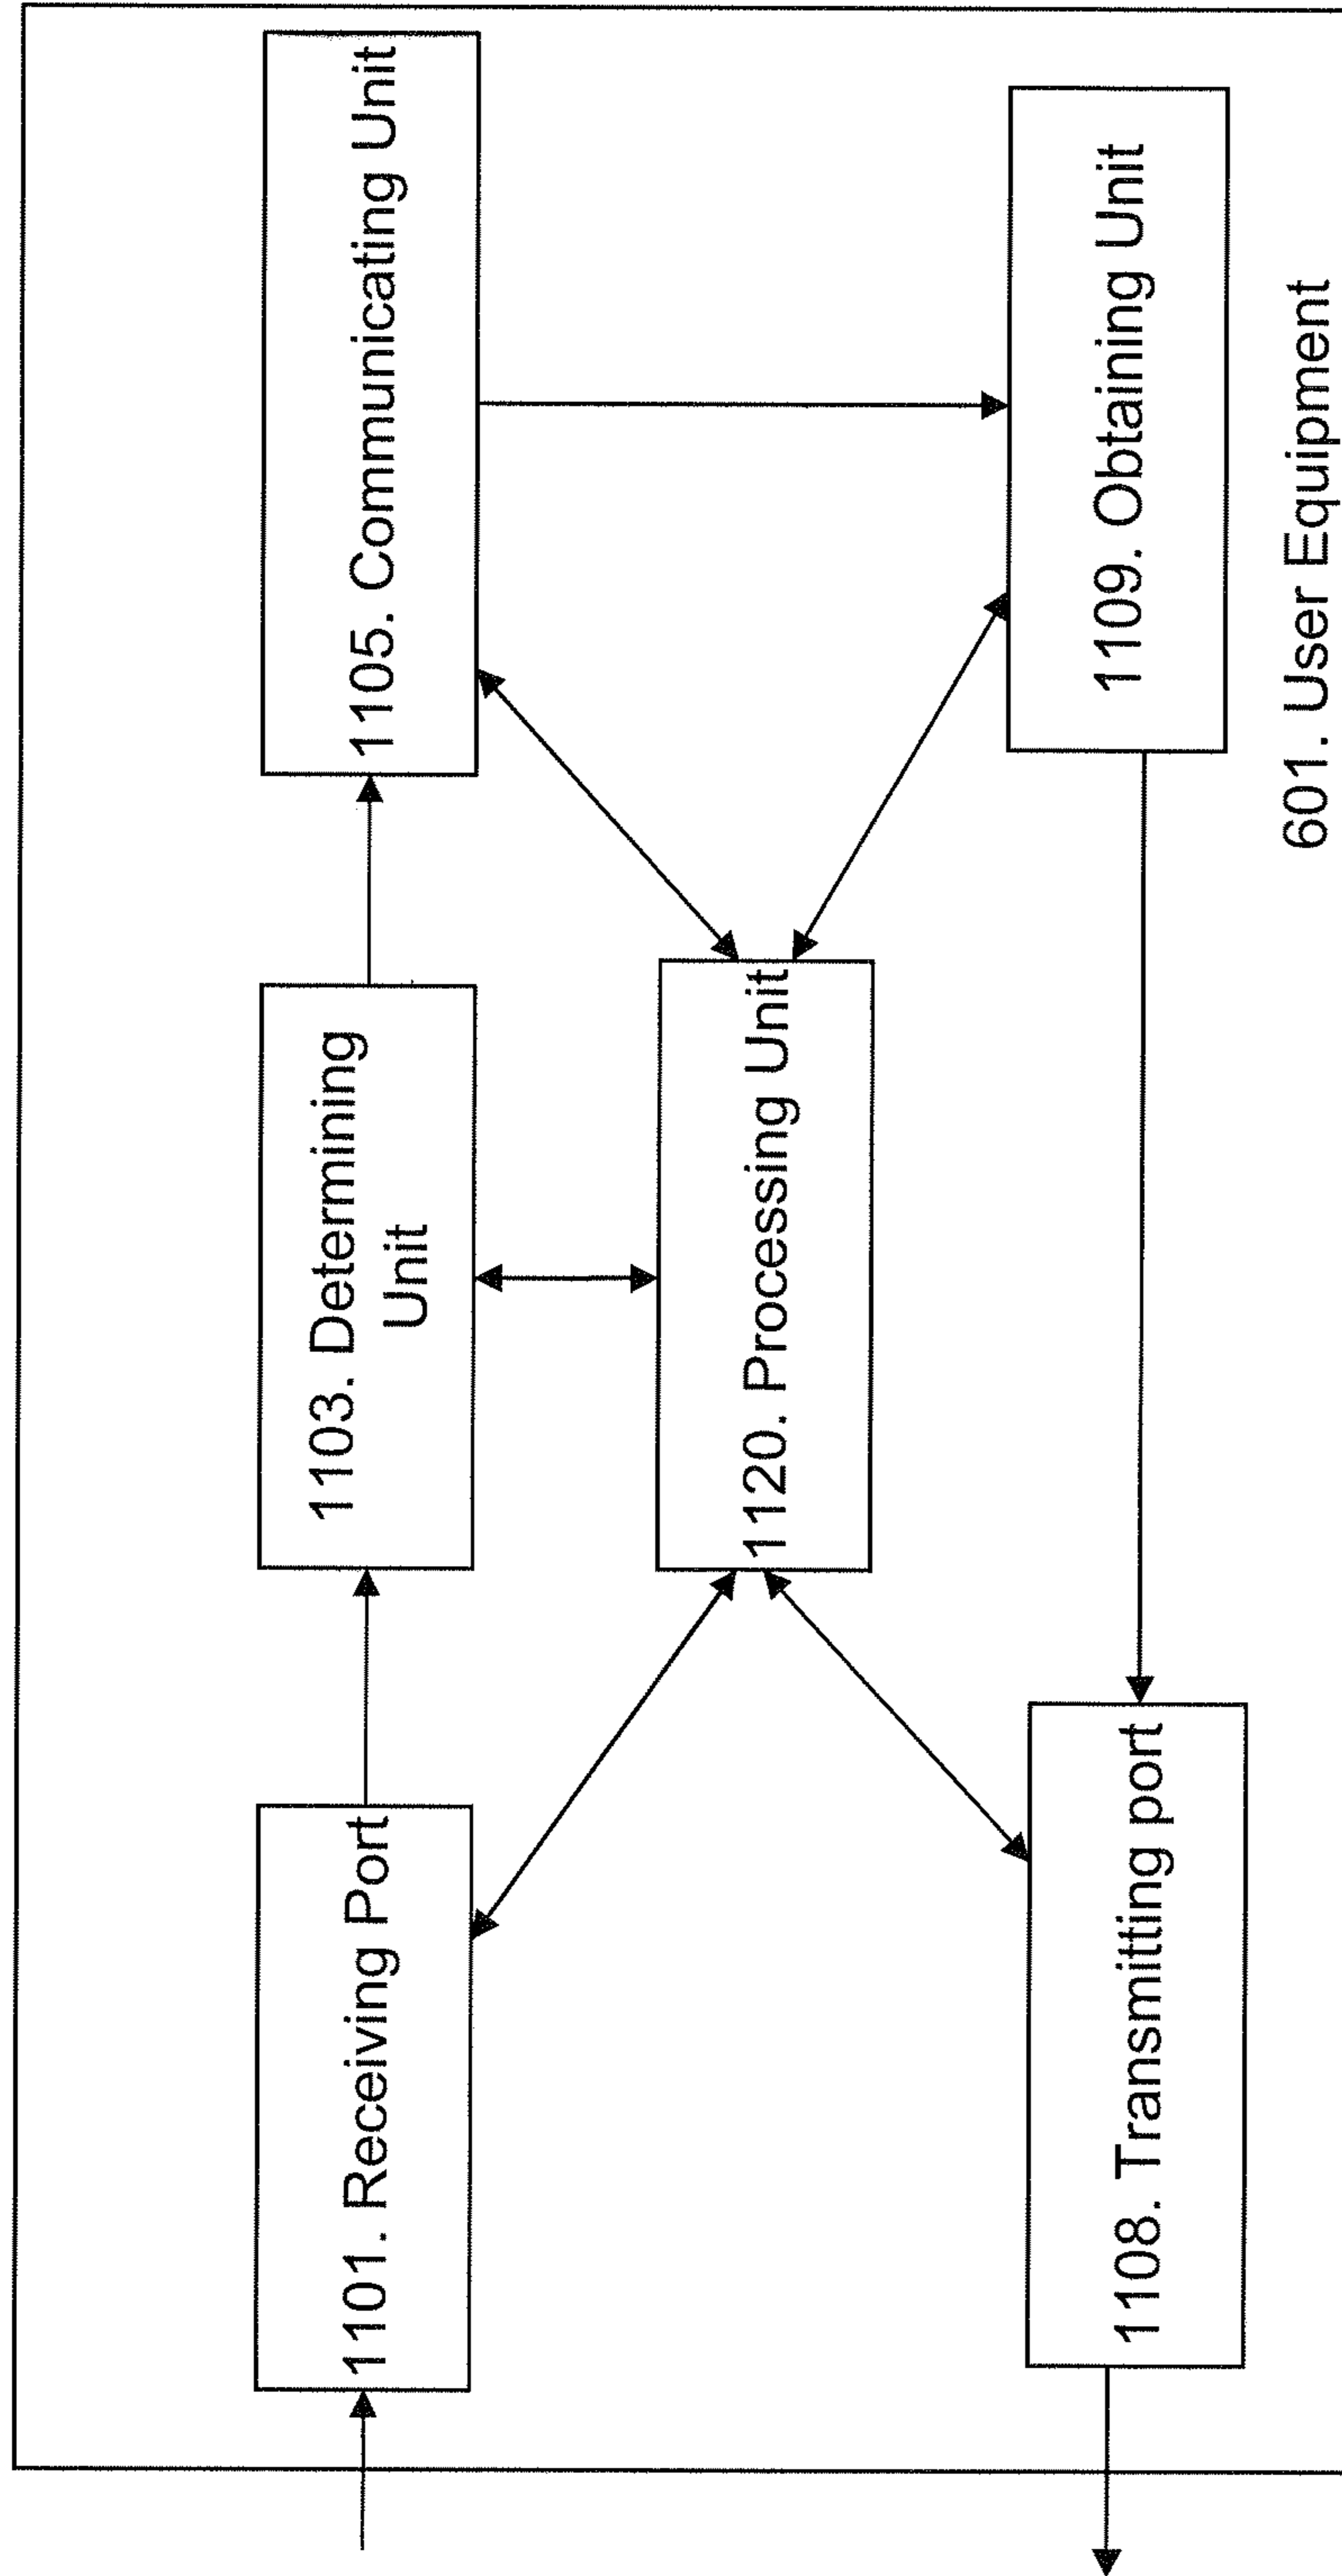 1101. Receiving Port
1103. Determining
Unit
1105. Communicating Unit
1120. Processing Unit
1108. Transmitting port
1109. Obtaining Unit
601. User Equipment